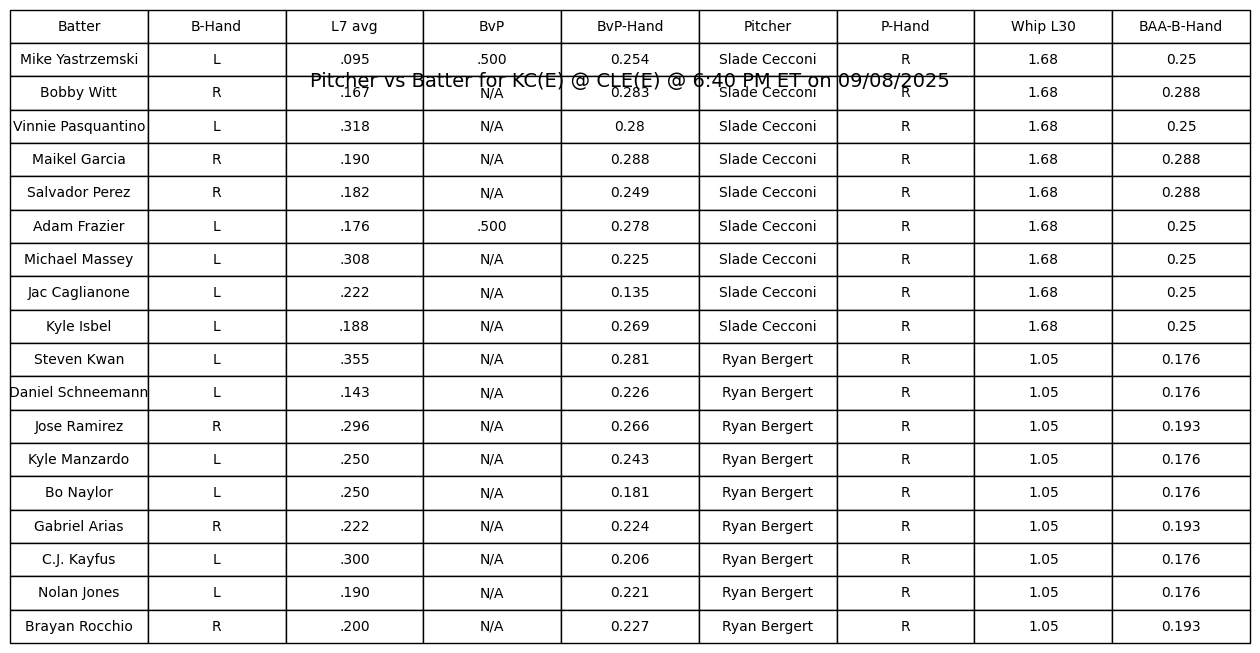 Batter B-Hand L7 avg BvP BvP-Hand Pitcher P-Hand Whip L30 BAA-B-Hand
Mike Yastrzemski L .095 .500 0.254 Slade Cecconi R 1.68 0.25
Pitcher vs Batter for KC(E) @ CLE(E) @ 6:40 PM ET on 09/08/2025
Bobby Witt R .167 N/A 0.283 Slade Cecconi R 1.68 0.288
Vinnie Pasquantino L .318 N/A 0.28 Slade Cecconi R 1.68 0.25
Maikel Garcia R .190 N/A 0.288 Slade Cecconi R 1.68 0.288
Salvador Perez R .182 N/A 0.249 Slade Cecconi R 1.68 0.288
Adam Frazier L .176 .500 0.278 Slade Cecconi R 1.68 0.25
Michael Massey L .308 N/A 0.225 Slade Cecconi R 1.68 0.25
Jac Caglianone L .222 N/A 0.135 Slade Cecconi R 1.68 0.25
Kyle Isbel L .188 N/A 0.269 Slade Cecconi R 1.68 0.25
Steven Kwan L .355 N/A 0.281 Ryan Bergert R 1.05 0.176
Daniel Schneemann L .143 N/A 0.226 Ryan Bergert R 1.05 0.176
Jose Ramirez R .296 N/A 0.266 Ryan Bergert R 1.05 0.193
Kyle Manzardo L .250 N/A 0.243 Ryan Bergert R 1.05 0.176
Bo Naylor L .250 N/A 0.181 Ryan Bergert R 1.05 0.176
Gabriel Arias R .222 N/A 0.224 Ryan Bergert R 1.05 0.193
C.J. Kayfus L .300 N/A 0.206 Ryan Bergert R 1.05 0.176
Nolan Jones L .190 N/A 0.221 Ryan Bergert R 1.05 0.176
Brayan Rocchio R .200 N/A 0.227 Ryan Bergert R 1.05 0.193